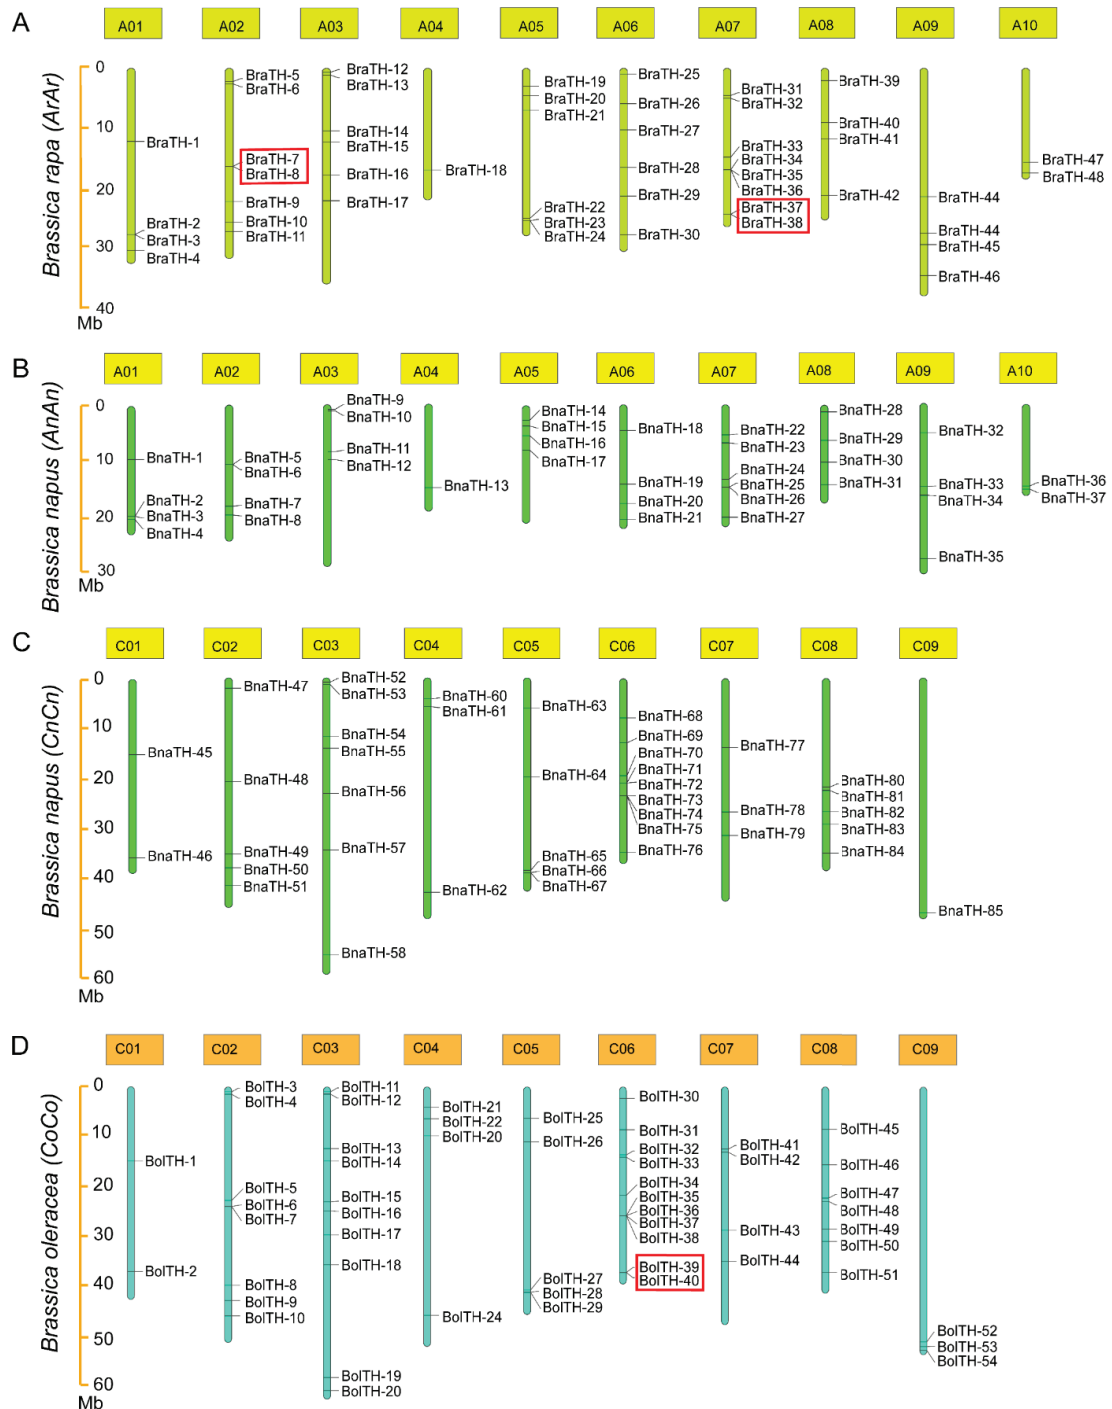 A
A01 A02 A03 A04 A05 A06 A07 A08 A09 A10
Brassica rapa (ArAr)
0
10
20
30
40
Mb
BraTH-1
BraTH-2
BraTH-3
BraTH-4
BraTH-5
BraTH-6
BraTH-7
BraTH-8
BraTH-9
BraTH-10
BraTH-11
BraTH-12
BraTH-13
BraTH-14
BraTH-15
BraTH-16
BraTH-17
BraTH-18
BraTH-19
BraTH-20
BraTH-21
BraTH-22
BraTH-23
BraTH-24
BraTH-25
BraTH-26
BraTH-27
BraTH-28
BraTH-29
BraTH-30
BraTH-31
BraTH-32
BraTH-33
BraTH-34
BraTH-35
BraTH-36
BraTH-37
BraTH-38
BraTH-39
BraTH-40
BraTH-41
BraTH-42
BraTH-44
BraTH-44
BraTH-45
BraTH-46
BraTH-47
BraTH-48
B
A01 A02 A03 A04 A05 A06 A07 A08 A09 A10
Brassica napus (AnAn)
0
10
20
30
Mb
BnaTH-1
BnaTH-2
BnaTH-3
BnaTH-4
BnaTH-5
BnaTH-6
BnaTH-7
BnaTH-8
BnaTH-9
BnaTH-10
BnaTH-11
BnaTH-12
BnaTH-13
BnaTH-14
BnaTH-15
BnaTH-16
BnaTH-17
BnaTH-18
BnaTH-19
BnaTH-20
BnaTH-21
BnaTH-22
BnaTH-23
BnaTH-24
BnaTH-25
BnaTH-26
BnaTH-27
BnaTH-28
BnaTH-29
BnaTH-30
BnaTH-31
BnaTH-32
BnaTH-33
BnaTH-34
BnaTH-35
BnaTH-36
BnaTH-37
C
C01 C02 C03 C04 C05 C06 C07 C08 C09
Brassica napus (CnCn)
0
10
20
30
40
50
60
Mb
BnaTH-45
BnaTH-46
BnaTH-47
BnaTH-48
BnaTH-49
BnaTH-50
BnaTH-51
BnaTH-52
BnaTH-53
BnaTH-54
BnaTH-55
BnaTH-56
BnaTH-57
BnaTH-58
BnaTH-60
BnaTH-61
BnaTH-62
BnaTH-63
BnaTH-64
BnaTH-65
BnaTH-66
BnaTH-67
BnaTH-68
BnaTH-69
BnaTH-70
BnaTH-71
BnaTH-72
BnaTH-73
BnaTH-74
BnaTH-75
BnaTH-76
BnaTH-77
BnaTH-78
BnaTH-79
BnaTH-80
BnaTH-81
BnaTH-82
BnaTH-83
BnaTH-84
BnaTH-85
D
C01 C02 C03 C04 C05 C06 C07 C08 C09
Brassica oleracea (CoCo)
0
10
20
30
40
50
60
Mb
BolTH-1
BolTH-2
BolTH-3
BolTH-4
BolTH-5
BolTH-6
BolTH-7
BolTH-8
BolTH-9
BolTH-10
BolTH-11
BolTH-12
BolTH-13
BolTH-14
BolTH-15
BolTH-16
BolTH-17
BolTH-18
BolTH-19
BolTH-20
BolTH-21
BolTH-22
BolTH-20
BolTH-24
BolTH-25
BolTH-26
BolTH-27
BolTH-28
BolTH-29
BolTH-30
BolTH-31
BolTH-32
BolTH-33
BolTH-34
BolTH-35
BolTH-36
BolTH-37
BolTH-38
BolTH-39
BolTH-40
BolTH-41
BolTH-42
BolTH-43
BolTH-44
BolTH-45
BolTH-46
BolTH-47
BolTH-48
BolTH-49
BolTH-50
BolTH-51
BolTH-52
BolTH-53
BolTH-54